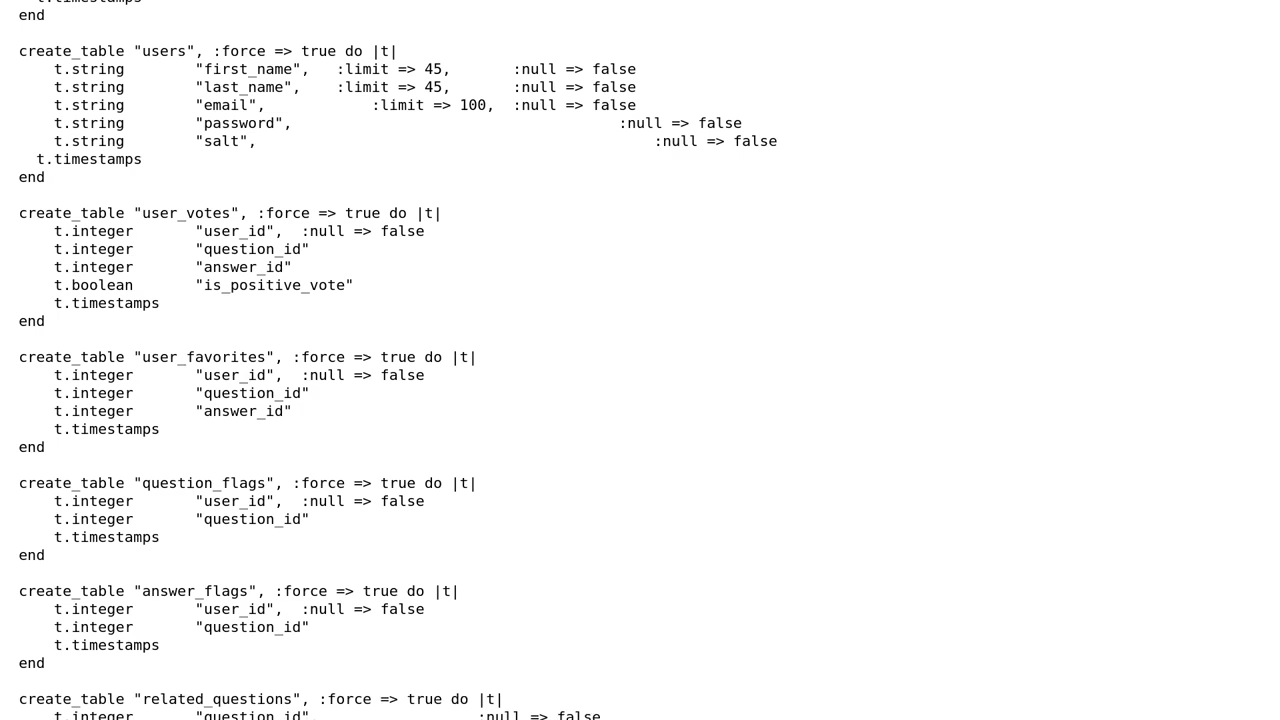 t.timestamps
end

create_table "users", :force => true do |t|
    t.string        "first_name",   :limit => 45,       :null => false
    t.string        "last_name",    :limit => 45,       :null => false
    t.string        "email",            :limit => 100,  :null => false
    t.string        "password",                                     :null => false
    t.string        "salt",                                             :null => false
  t.timestamps
end

create_table "user_votes", :force => true do |t|
    t.integer       "user_id",  :null => false
    t.integer       "question_id"
    t.integer       "answer_id"
    t.boolean       "is_positive_vote"
    t.timestamps
end

create_table "user_favorites", :force => true do |t|
    t.integer       "user_id",  :null => false
    t.integer       "question_id"
    t.integer       "answer_id"
    t.timestamps
end

create_table "question_flags", :force => true do |t|
    t.integer       "user_id",  :null => false
    t.integer       "question_id"
    t.timestamps
end

create_table "answer_flags", :force => true do |t|
    t.integer       "user_id",  :null => false
    t.integer       "question_id"
    t.timestamps
end

create_table "related_questions", :force => true do |t|
    t.integer       "question_id",                  :null => false